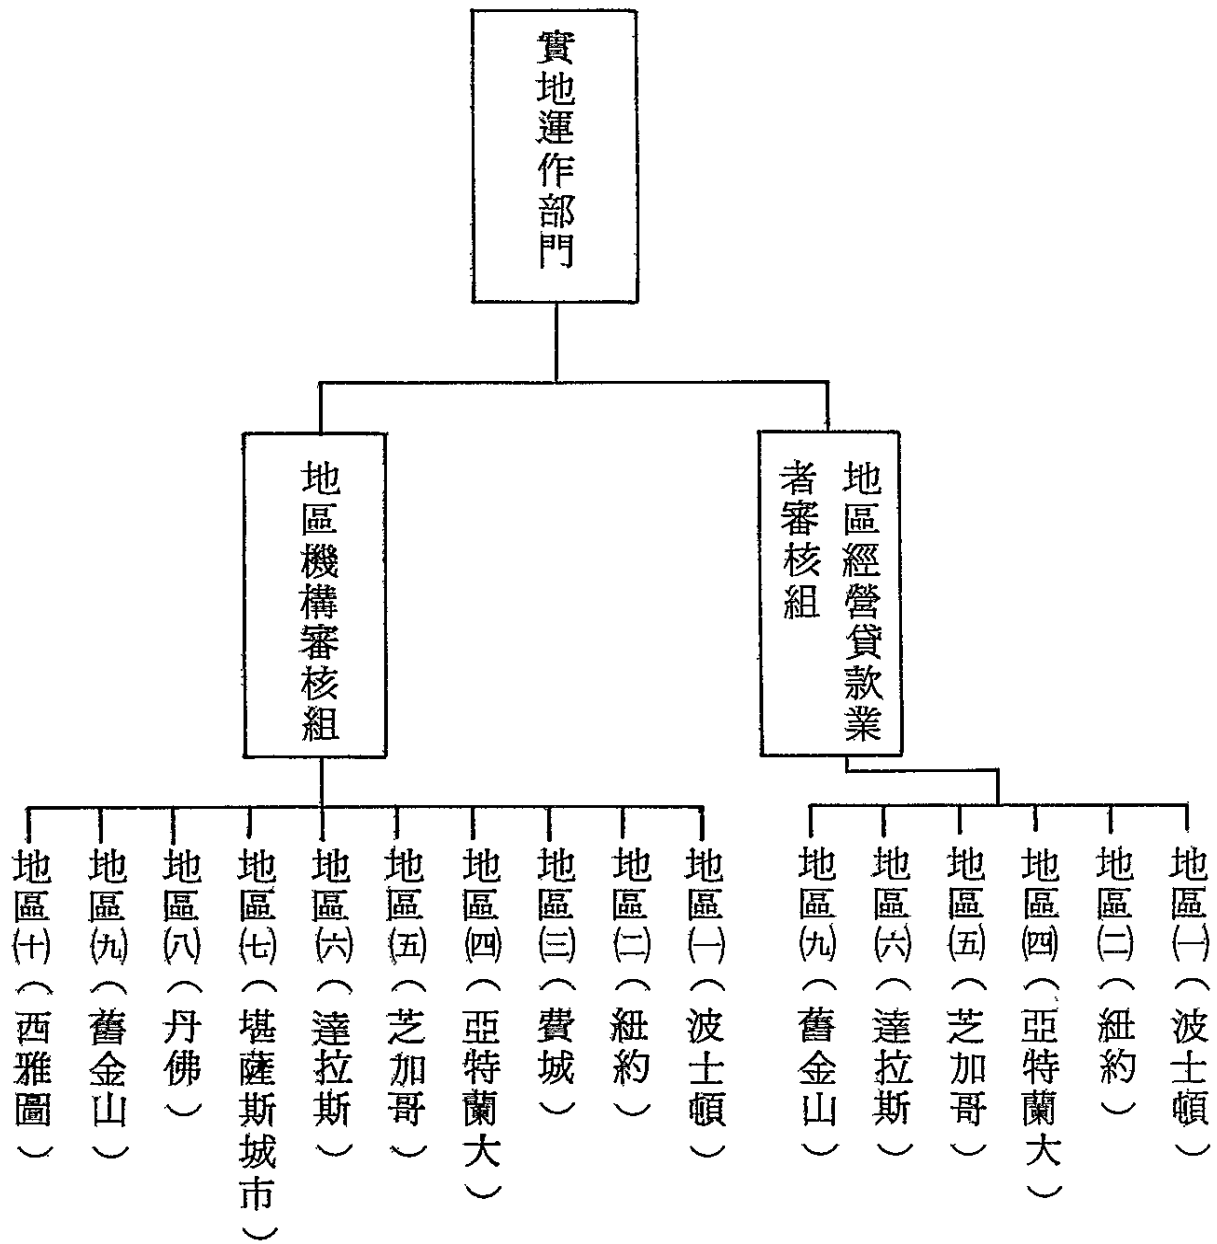 實地運作部門
地區經營貸款業
者審核組
地區機構審核組
地區㈠（波士頓）
地區㈡（紐約）
地區㈣（亞特蘭大）
地區㈤（芝加哥）
地區㈥（達拉斯）
地區㈨（舊金山）
地區㈠（波士頓）
地區㈡（紐約）
地區㈢（費城）
地區㈣（亞特蘭大）
地區㈤（芝加哥）
地區㈥（達拉斯）
地區㈦（堪薩斯城市）
地區㈧（丹佛）
地區㈨（舊金山）
地區㈩（西雅圖）